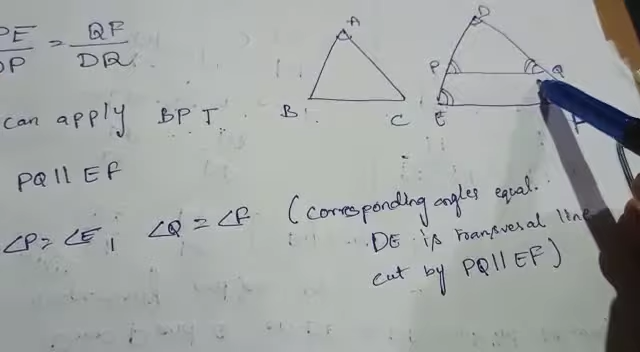 PE/DP = QF/DQ
A
D
P
Q
B
C
E
F
can apply BPT
PQ || EF
∠P = ∠E, ∠Q = ∠F (corresponding angles equal.
DE is transversal line
cut by PQ || EF)